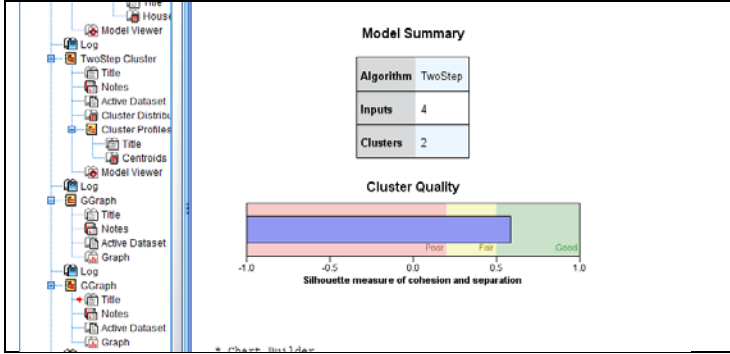 Title
House
Model Viewer
Log
TwoStep Cluster
Title
Notes
Active Dataset
Cluster Distribu
Cluster Profiles
Title
Centroids
Model Viewer
Log
GGraph
Title
Notes
Active Dataset
Graph
Log
GGraph
Title
Notes
Active Dataset
Graph
Model Summary
Algorithm TwoStep
Inputs 4
Clusters 2
Cluster Quality
Poor Fair Good
-1.0 -0.5 0.0 0.5 1.0
Silhouette measure of cohesion and separation
* Chart Builder